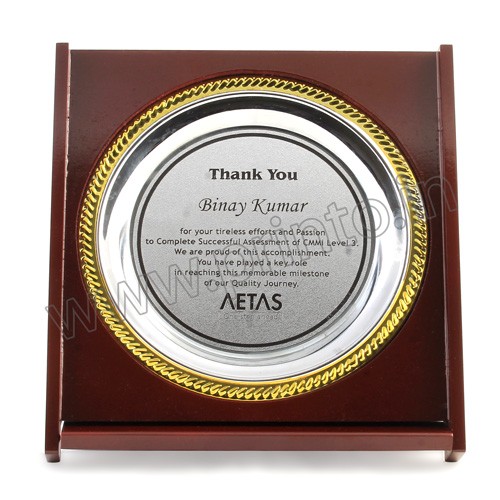 Thank You
Binay Kumar
for your tireless efforts and Passion
to Complete Successful Assessment of CMMI Level 3.
We are proud of this accomplishment.
You have played a key role
in reaching this memorable milestone
of our Quality Journey.
AETAS